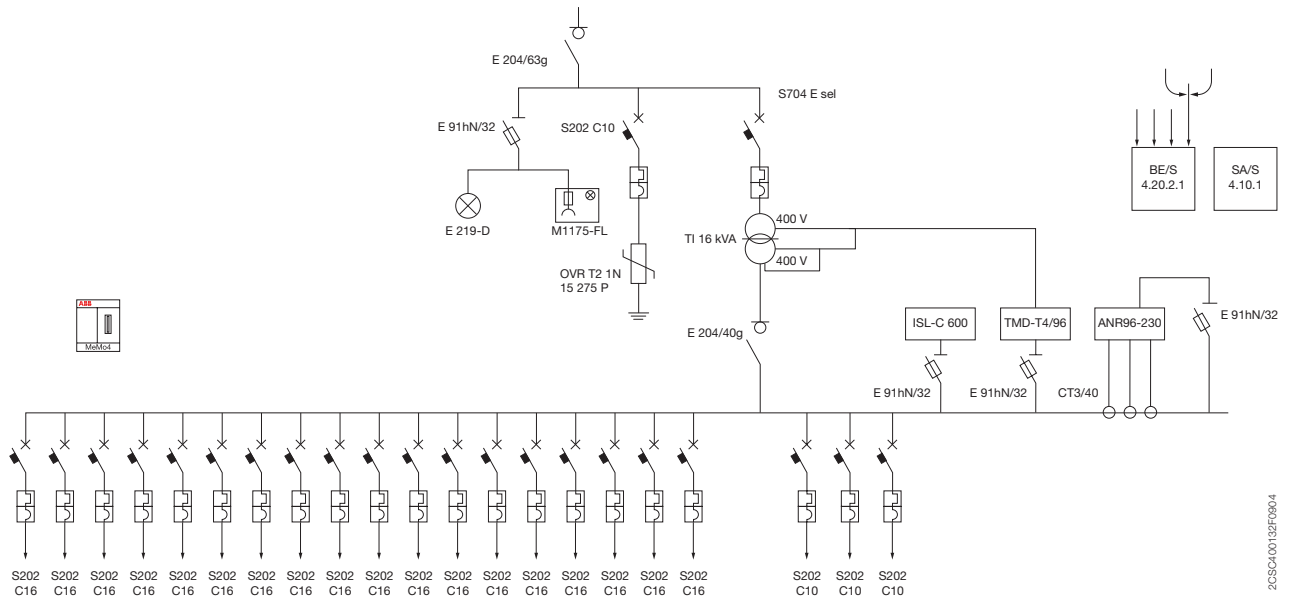 E 204/63g
S704 E sel
E 91hN/32
S202 C10
BE/S
4.20.2.1
SA/S
4.10.1
E 219-D
M1175-FL
400 V
TI 16 kVA
400 V
OVR T2 1N
15 275 P
ABB
MeMo4
E 204/40g
ISL-C 600
TMD-T4/96
ANR96-230
E 91hN/32
E 91hN/32
E 91hN/32
CT3/40
S202
C16
S202
C16
S202
C16
S202
C16
S202
C16
S202
C16
S202
C16
S202
C16
S202
C16
S202
C16
S202
C16
S202
C16
S202
C16
S202
C16
S202
C16
S202
C16
S202
C16
S202
C16
S202
C10
S202
C10
S202
C10
2CSC400132F0904